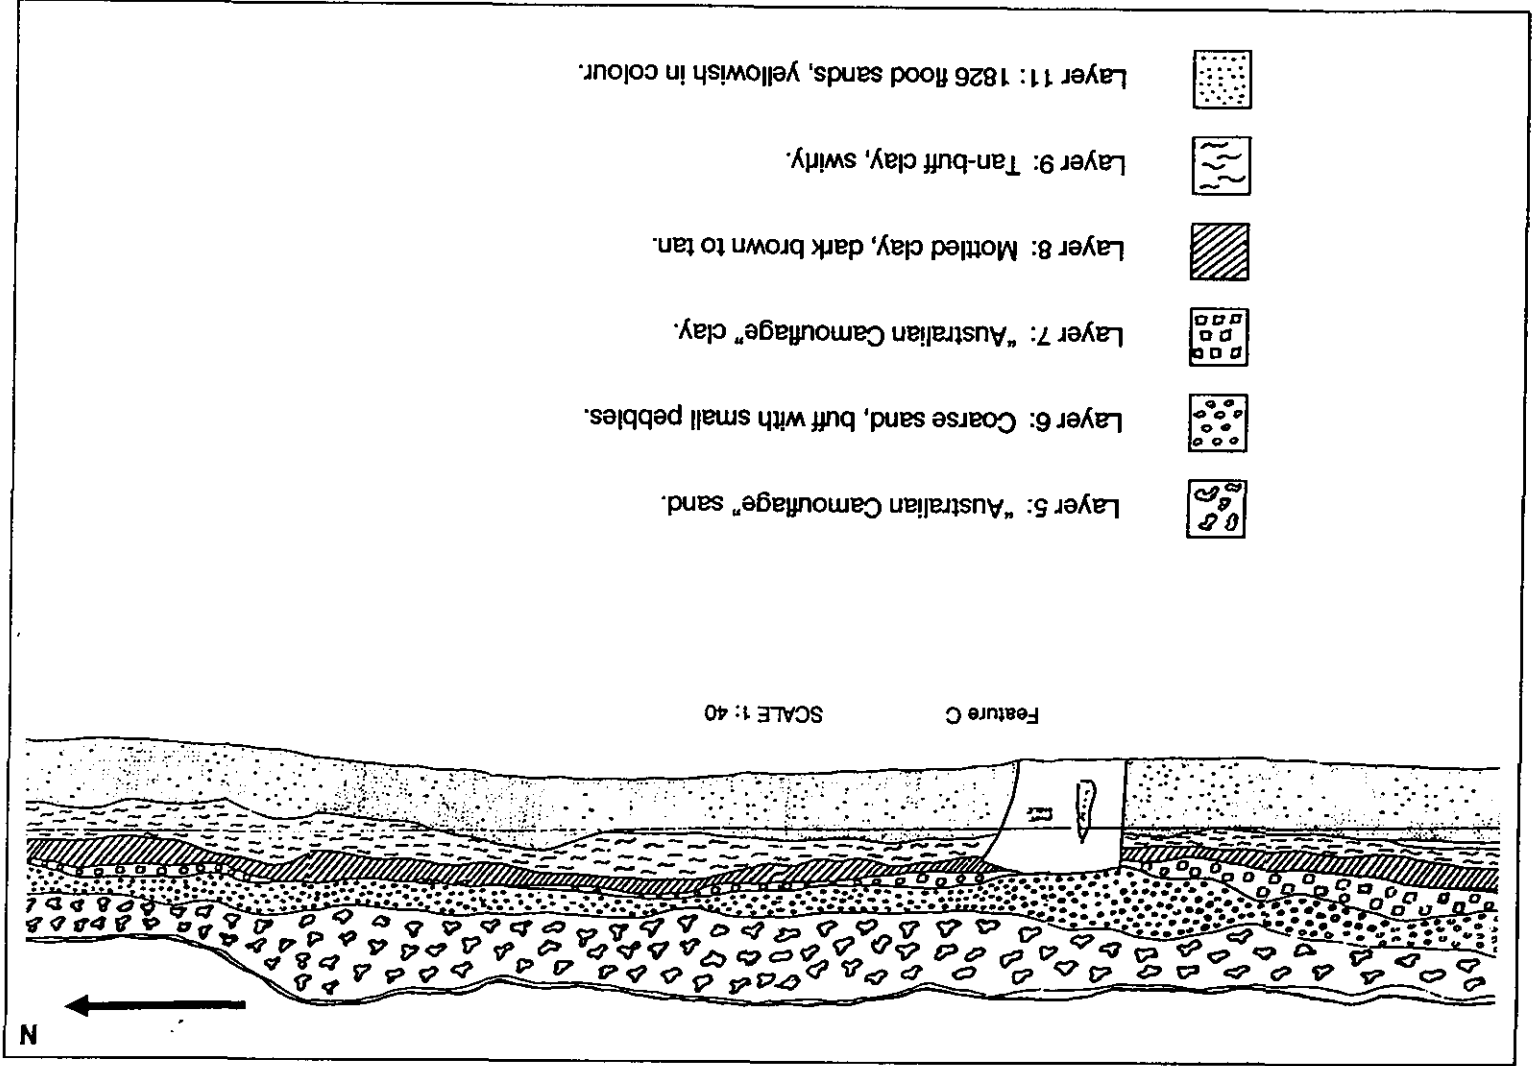 N
Feature C SCALE 1: 40
Layer 5: "Australian Camouflage" sand.
Layer 6: Coarse sand, buff with small pebbles.
Layer 7: "Australian Camouflage" clay.
Layer 8: Mottled clay, dark brown to tan.
Layer 9: Tan-buff clay, swirly.
Layer 11: 1826 flood sands, yellowish in colour.